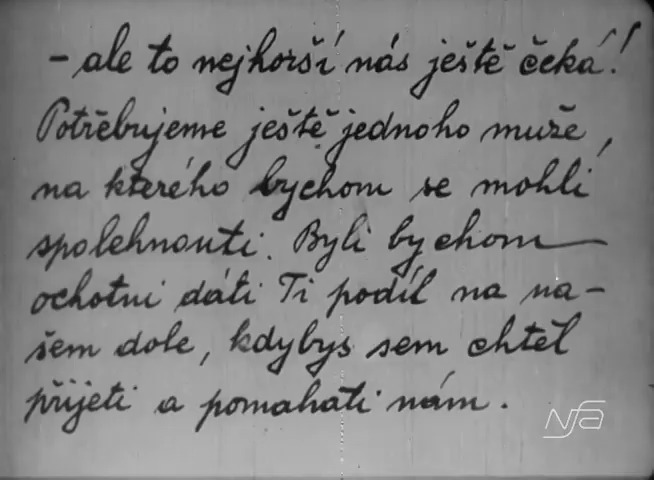 - ale to nejhorší nás ještě čeká!
Potřebujeme ještě jednoho muže,
na kterého bychom se mohli
spolehnouti. Byli bychom
ochotni dáti Ti podíl na na-
šem dole, kdybys sem chtěl
přijeti a pomahati nám.
nfa